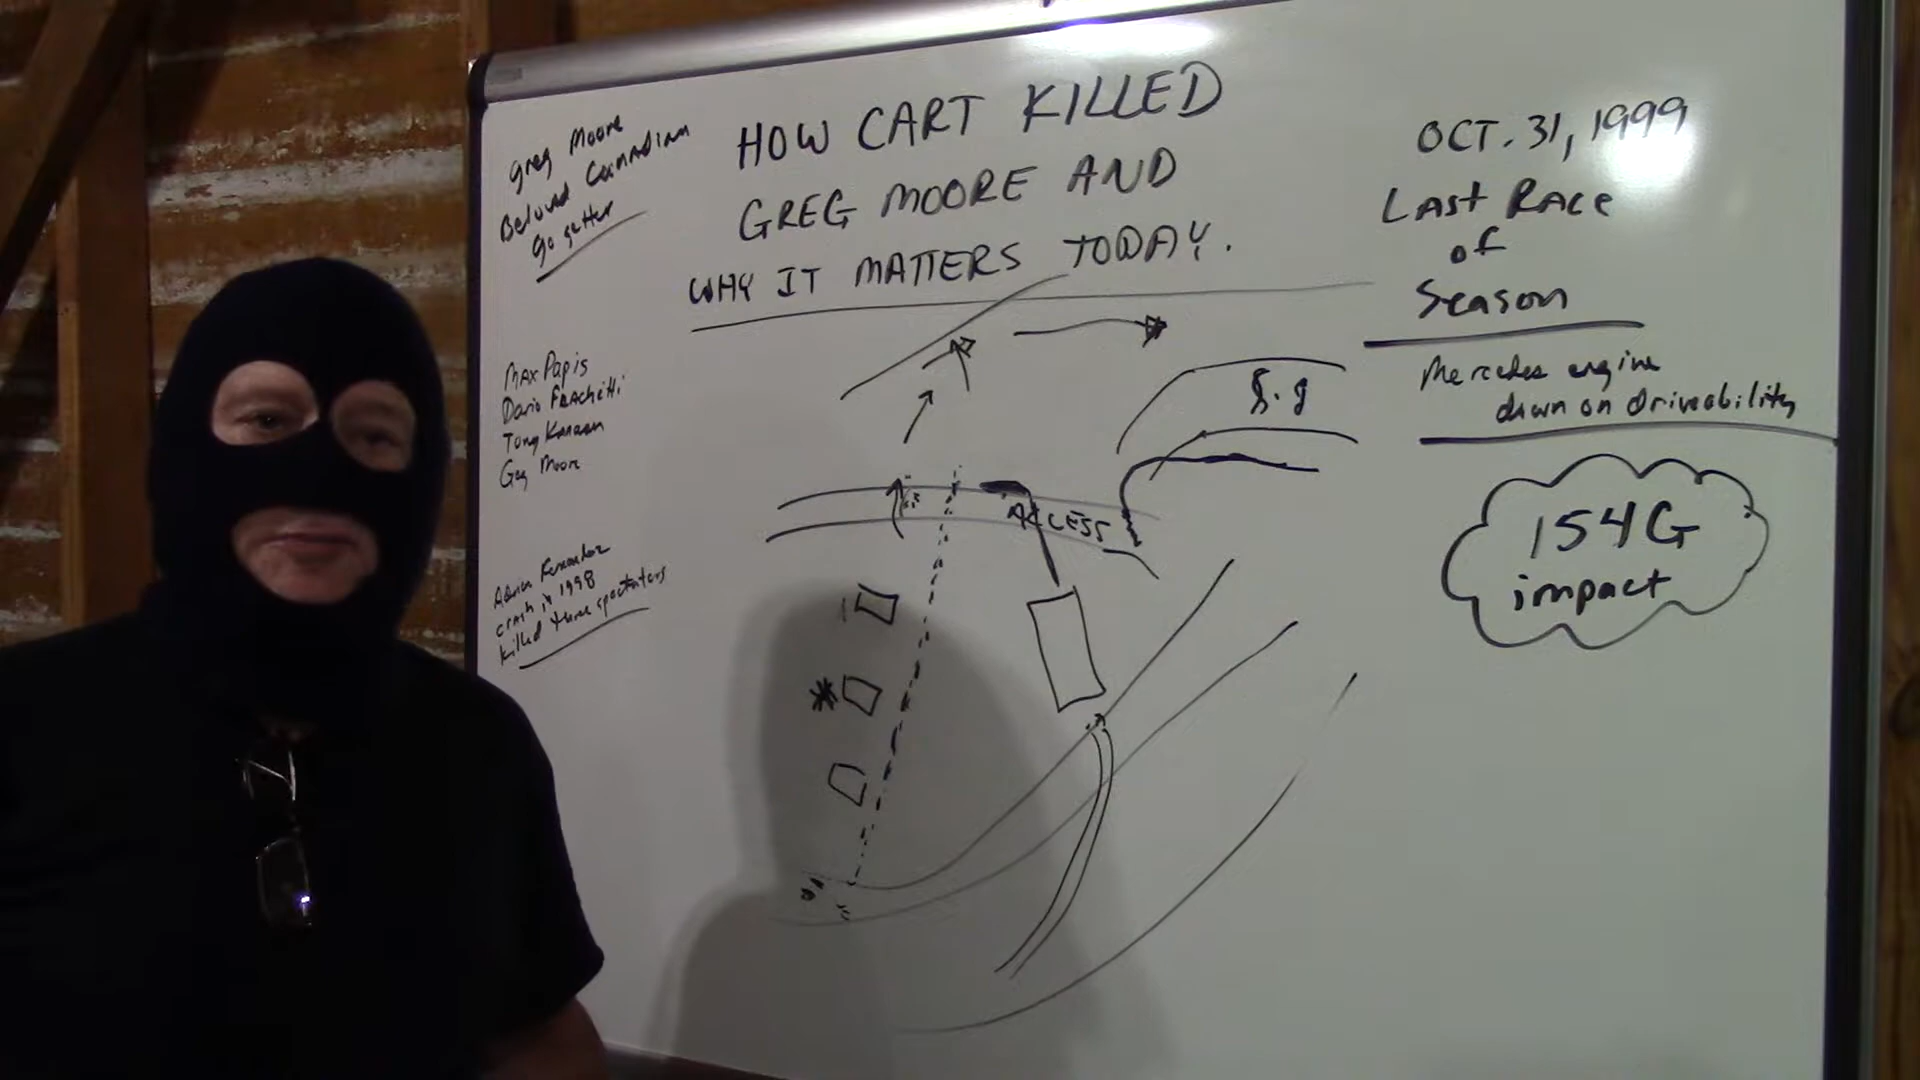 Greg Moore
Beloved Canadian
go getter
HOW CART KILLED
GREG MOORE AND
WHY IT MATTERS TODAY.
OCT. 31, 1999
LAST RACE
of
Season
Mercedes engine
down on driveability
154G
impact
Max Papis
Dario FRAchetti
Tony Kanaan
Greg Moore
Adrian Fernandez
crash in 1998
killed three spectators
ACCESS